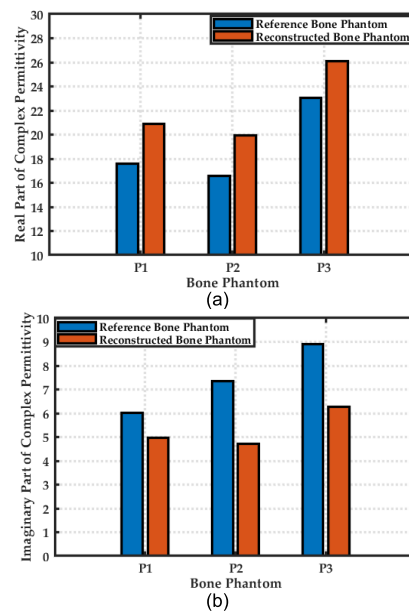 Real Part of Complex Permittivity
30
28
26
24
22
20
18
16
14
12
10
Reference Bone Phantom
Reconstructed Bone Phantom
P1 P2 P3
Bone Phantom
(a)
Imaginary Part of Complex Permittivity
10
9
8
7
6
5
4
3
2
1
0
Reference Bone Phantom
Reconstructed Bone Phantom
P1 P2 P3
Bone Phantom
(b)